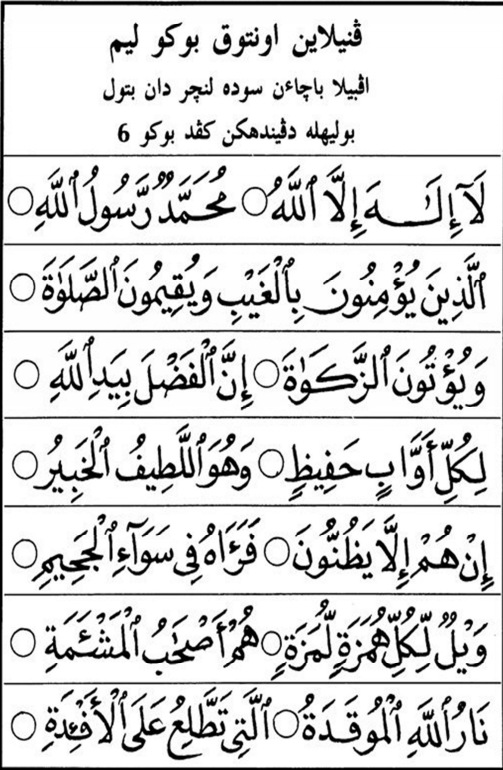 ڤنيلاين اونتوق بوكو ليم
اڤبيلا باچاءن سوده لنچر دان بتول
بوليهله دڤيندهكن كڤد بوكو 6
لَآ إِلَٰهَ إِلَّا ٱللَّهُ ○ مُحَمَّدٌ رَّسُولُ ٱللَّهِ ○
ٱلَّذِينَ يُؤْمِنُونَ بِٱلْغَيْبِ وَيُقِيمُونَ ٱلصَّلَوٰةَ ○
وَيُؤْتُونَ ٱلزَّكَوٰةَ ○ إِنَّ ٱلْفَضْلَ بِيَدِ ٱللَّهِ ○
لِكُلِّ أَوَّابٍ حَفِيظٍ ○ وَهُوَ ٱللَّطِيفُ ٱلْخَبِيرُ ○
إِنْ هُمْ إِلَّا يَظُنُّونَ ○ فَرَءَاهُ فِى سَوَآءِ ٱلْجَحِيمِ ○
وَيْلٌ لِّكُلِّ هُمَزَةٍ لُّمَزَةٍ ○ هُمْ أَصْحَٰبُ ٱلْمَشْـَٔمَةِ ○
نَارُ ٱللَّهِ ٱلْمُوقَدَةُ ○ ٱلَّتِى تَطَّلِعُ عَلَى ٱلْأَفْـِٔدَةِ ○